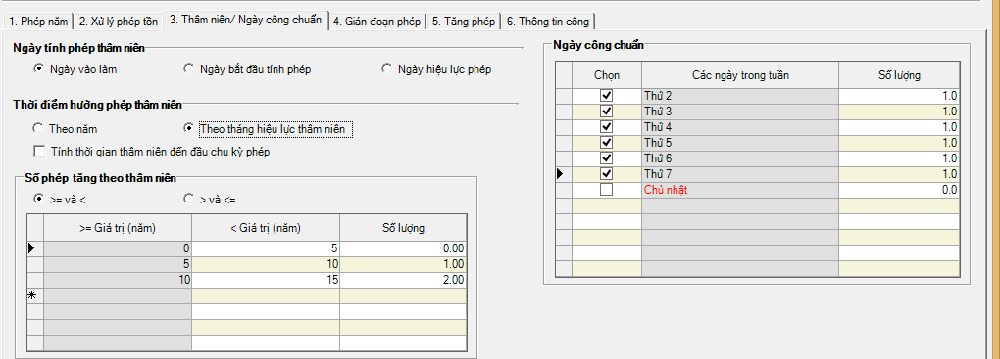 1. Phép năm 2. Xử lý phép tồn 3. Thâm niên/ Ngày công chuẩn 4. Gián đoạn phép 5. Tăng phép 6. Thông tin công
Ngày tính phép thâm niên
Ngày vào làm Ngày bắt đầu tính phép Ngày hiệu lực phép
Thời điểm hưởng phép thâm niên
Theo năm Theo tháng hiệu lực thâm niên
Tính thời gian thâm niên đến đầu chu kỳ phép
Số phép tăng theo thâm niên
>= và < > và <=
>= Giá trị (năm) < Giá trị (năm) Số lượng
0 5 0.00
5 10 1.00
10 15 2.00
Ngày công chuẩn
Chọn Các ngày trong tuần Số lượng
Thứ 2 1.0
Thứ 3 1.0
Thứ 4 1.0
Thứ 5 1.0
Thứ 6 1.0
Thứ 7 1.0
Chủ nhật 0.0